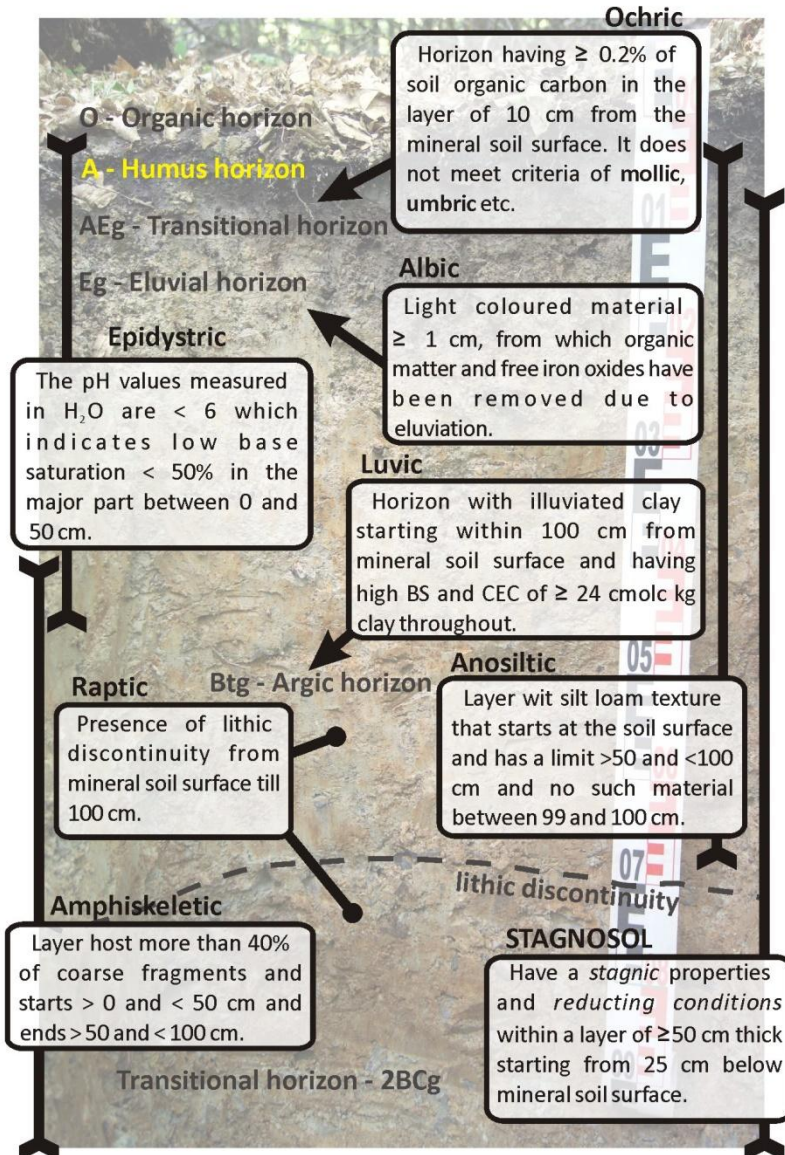 Ochric
Horizon having ≥ 0.2% of
soil organic carbon in the
layer of 10 cm from the
mineral soil surface. It does
not meet criteria of mollic,
umbric etc.
O - Organic horizon
A - Humus horizon
AEg - Transitional horizon
Eg - Eluvial horizon
01
Albic
Light coloured material
≥ 1 cm, from which organic
matter and free iron oxides have
been removed due to
eluviation.
Epidystric
The pH values measured
in H₂O are < 6 which
indicates low base
saturation < 50% in the
major part between 0 and
50 cm.
03
Luvic
Horizon with illuviated clay
starting within 100 cm from
mineral soil surface and having
high BS and CEC of ≥ 24 cmolc kg
clay throughout.
05
Btg - Argic horizon
Raptic
Presence of lithic
discontinuity from
mineral soil surface till
100 cm.
Anosiltic
Layer wit silt loam texture
that starts at the soil surface
and has a limit >50 and <100
cm and no such material
between 99 and 100 cm.
07
lithic discontinuity
Amphiskeletic
Layer host more than 40%
of coarse fragments and
starts > 0 and < 50 cm and
ends > 50 and < 100 cm.
STAGNOSOL
Have a stagnic properties
and reducting conditions
within a layer of ≥50 cm thick
starting from 25 cm below
mineral soil surface.
Transitional horizon - 2BCg